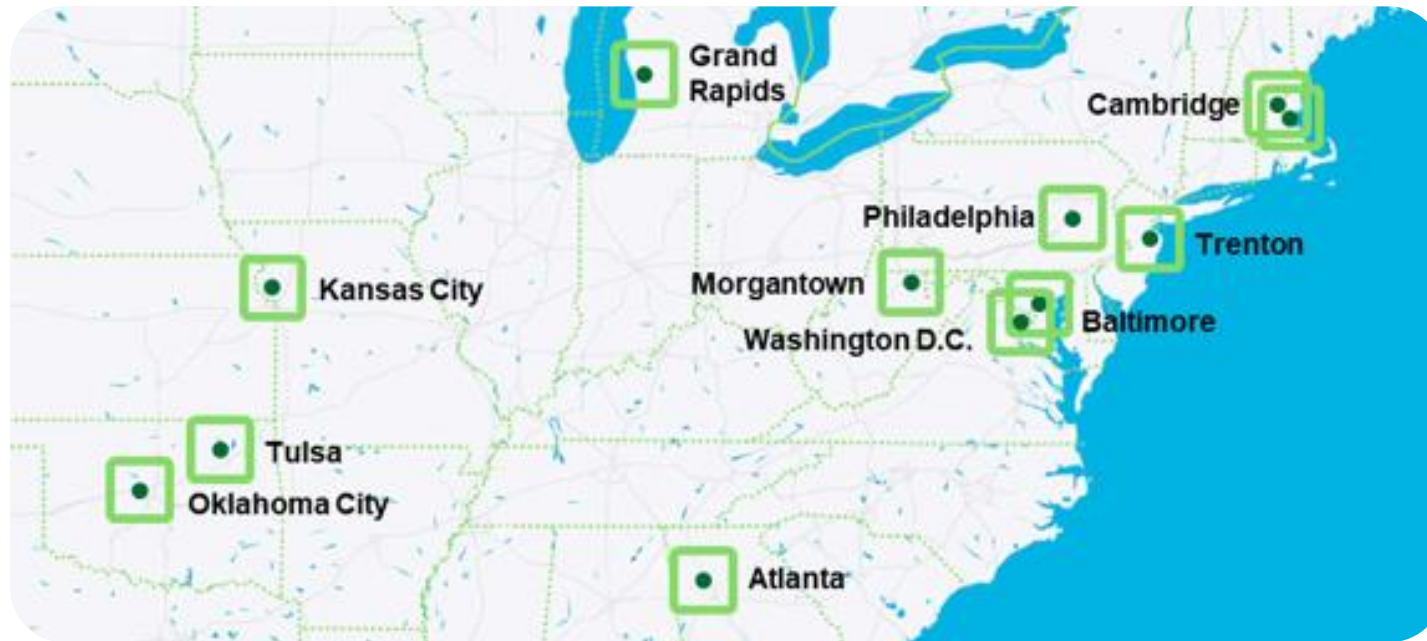 Grand
Rapids
Cambridge
Philadelphia
Trenton
Morgantown
Kansas City
Baltimore
Washington D.C.
Tulsa
Oklahoma City
Atlanta